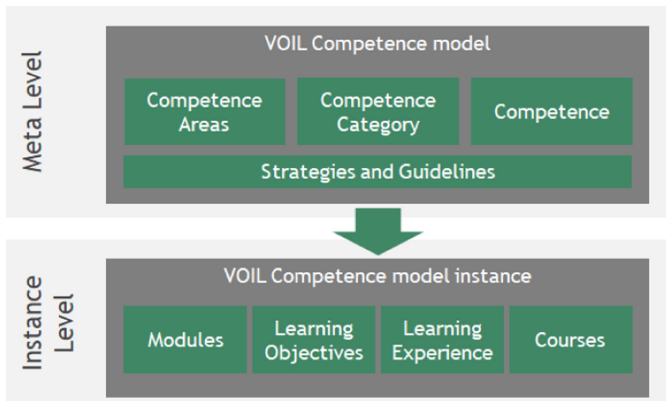 Meta Level
VOIL Competence model
Competence
Areas
Competence
Category
Competence
Strategies and Guidelines
Instance
Level
VOIL Competence model instance
Modules
Learning
Objectives
Learning
Experience
Courses